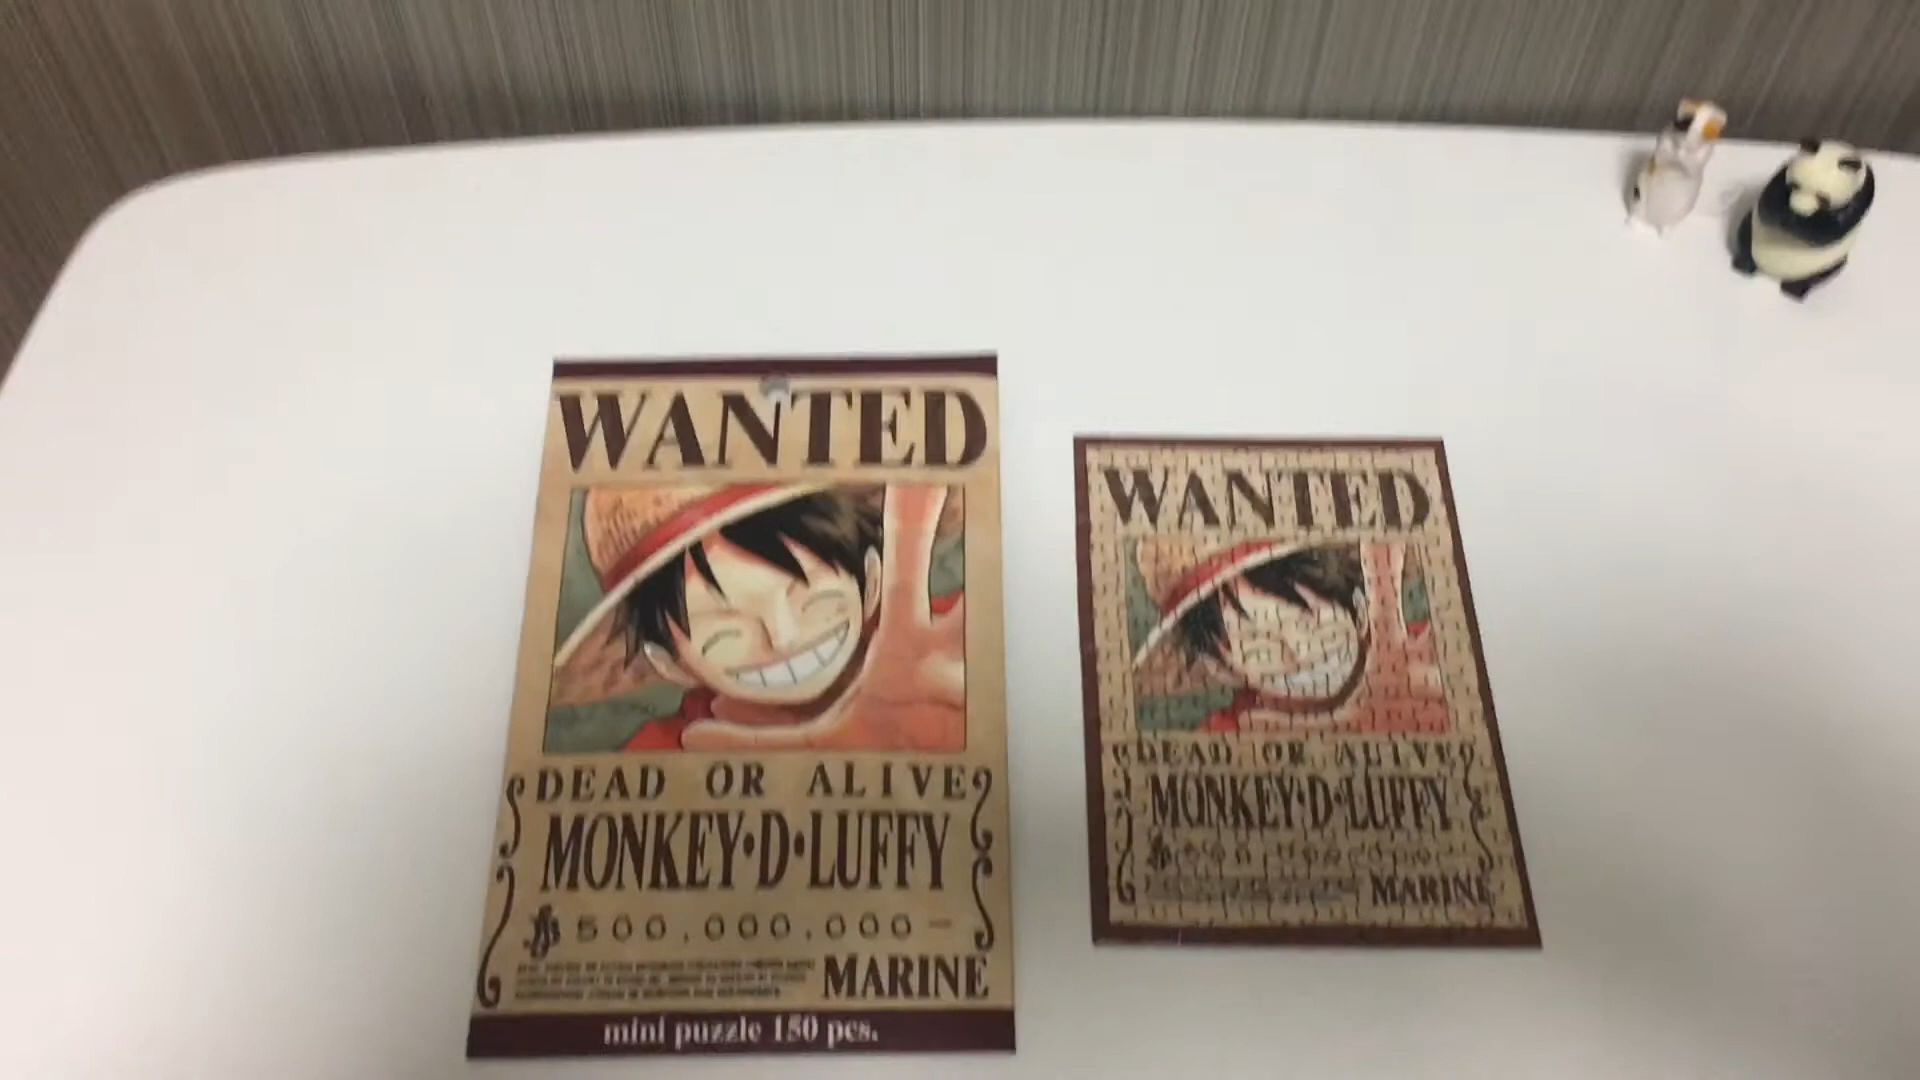 WANTED
DEAD OR ALIVE
MONKEY·D·LUFFY
500,000,000-
MARINE
mini puzzle 150 pcs.
WANTED
DEAD OR ALIVE
MONKEY·D·LUFFY
MARINE